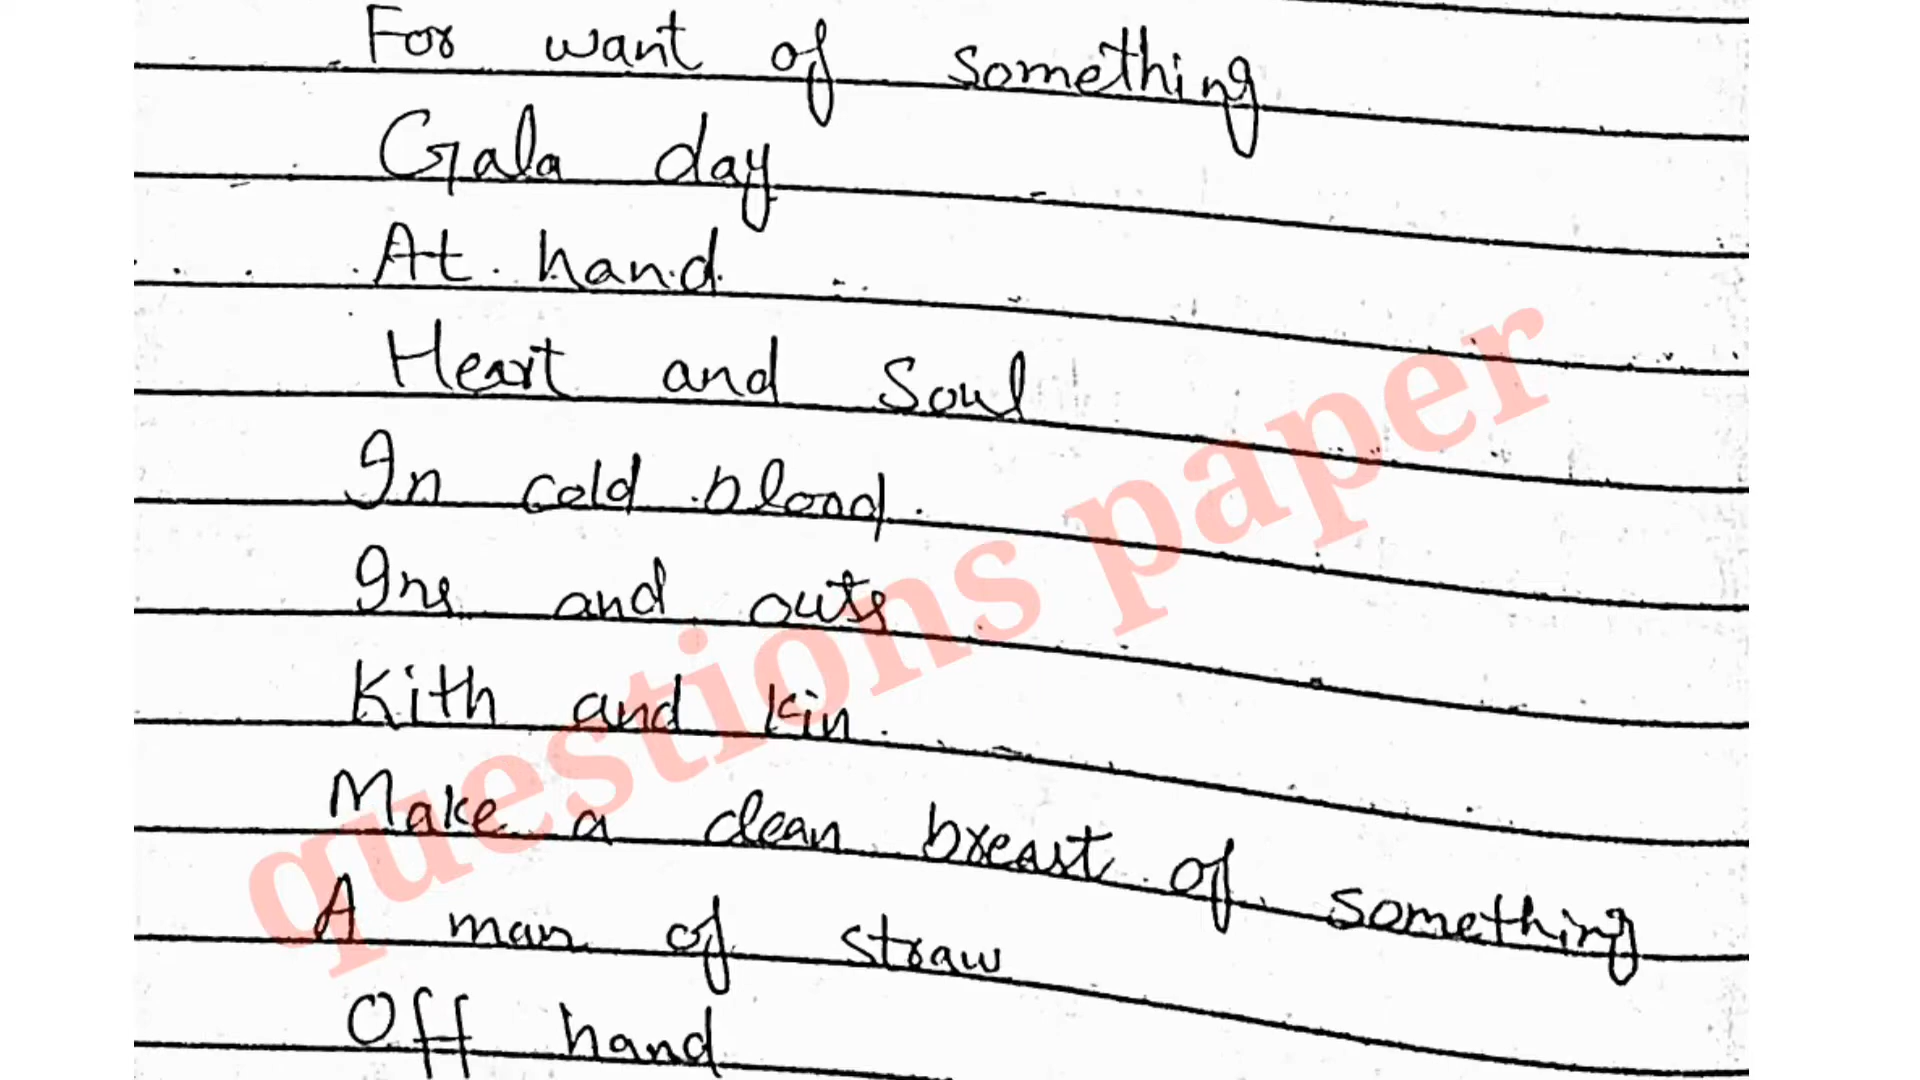 For want of something
Gala day
At hand
Heart and Soul
In cold blood.
Ins and outs
Kith and kin.
Make a clean breast of something
A man of straw
Off hand
questions paper